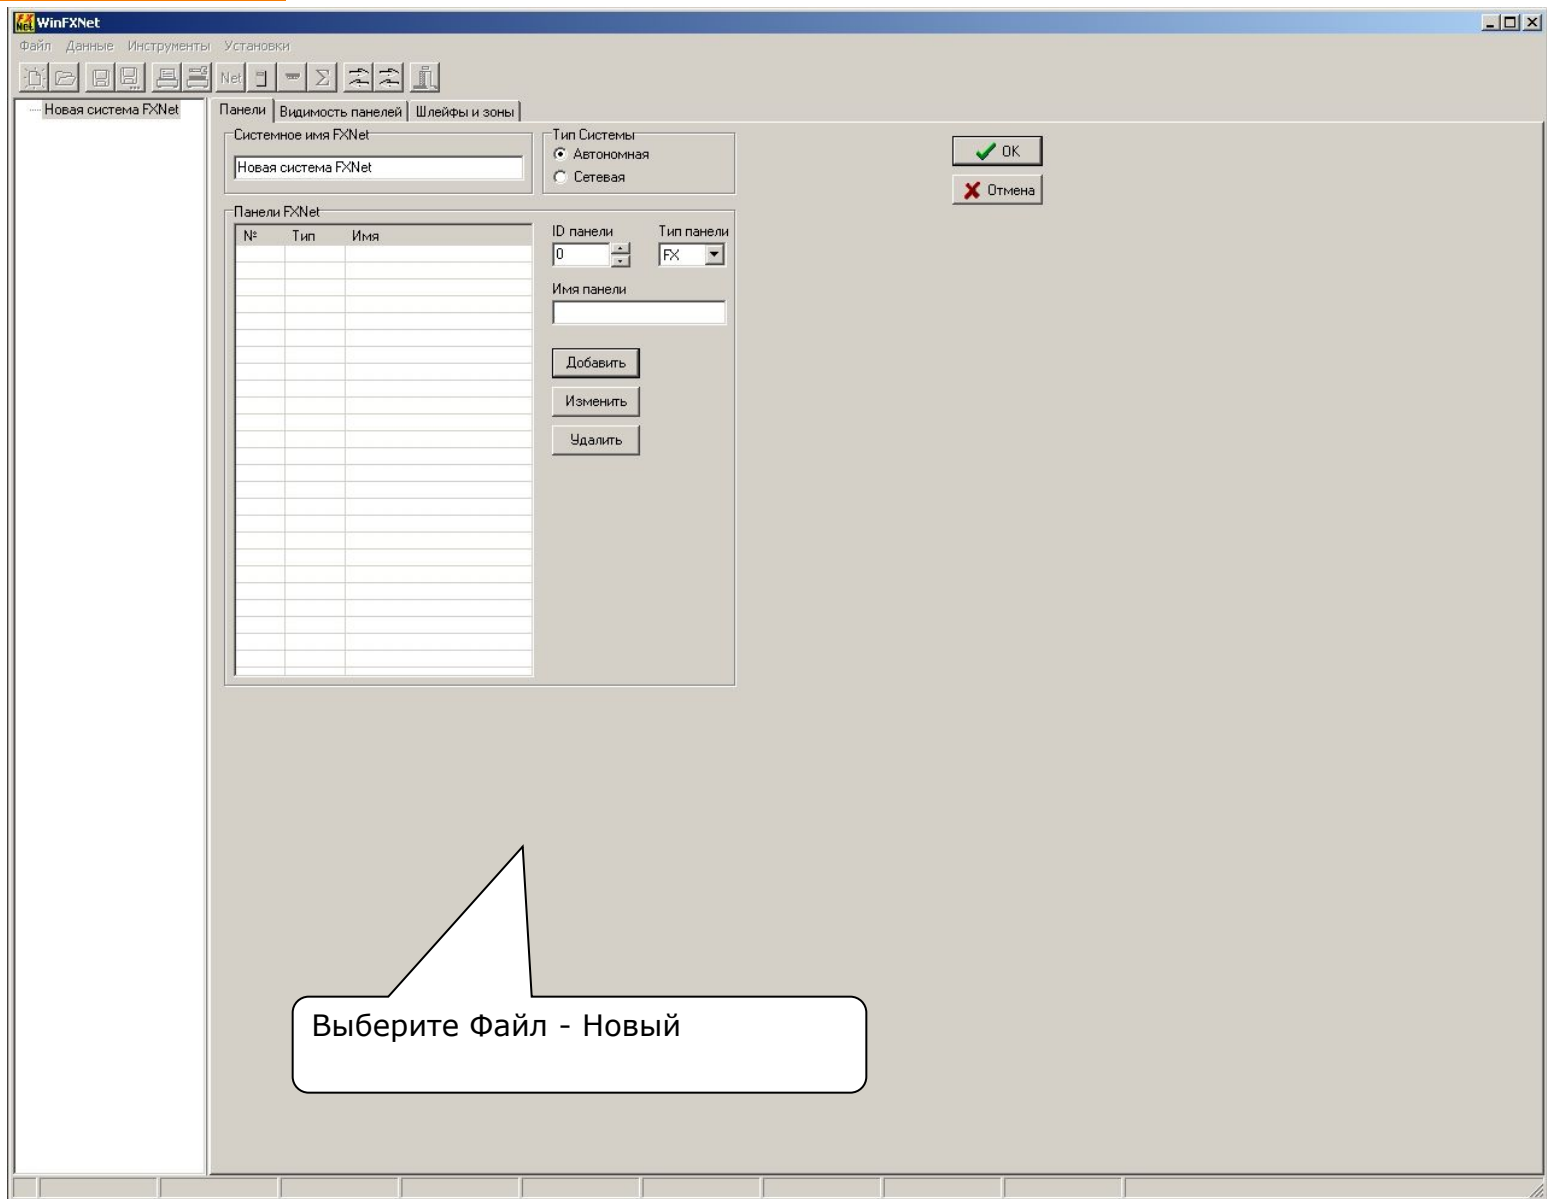 WinFXNet
Файл Данные Инструменты Установки
Net Σ
Новая система FXNet
Панели Видимость панелей Шлейфы и зоны
Системное имя FXNet
Новая система FXNet
Тип Системы
Автономная
Сетевая
OK
Отмена
Панели FXNet
№ Тип Имя
ID панели Тип панели
0 FX
Имя панели
Добавить
Изменить
Удалить
Выберите Файл - Новый